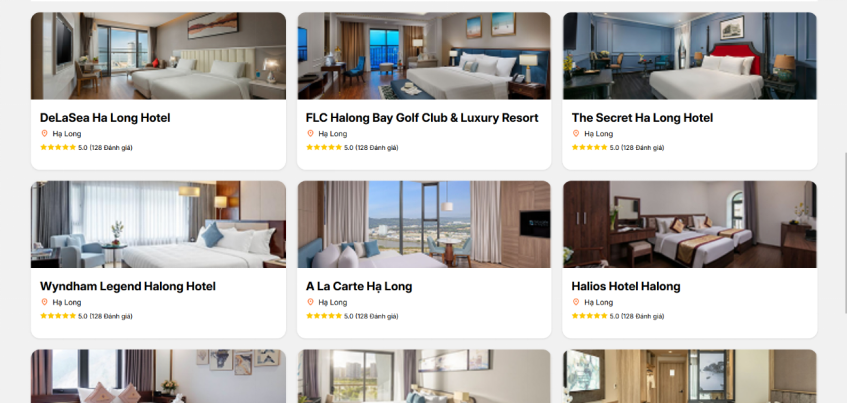 DeLaSea Ha Long Hotel
Hạ Long
5.0 (128 Đánh giá)
FLC Halong Bay Golf Club & Luxury Resort
Hạ Long
5.0 (128 Đánh giá)
The Secret Ha Long Hotel
Hạ Long
5.0 (128 Đánh giá)
Wyndham Legend Halong Hotel
Hạ Long
5.0 (128 Đánh giá)
A La Carte Hạ Long
Hạ Long
5.0 (128 Đánh giá)
Halios Hotel Halong
Hạ Long
5.0 (128 Đánh giá)